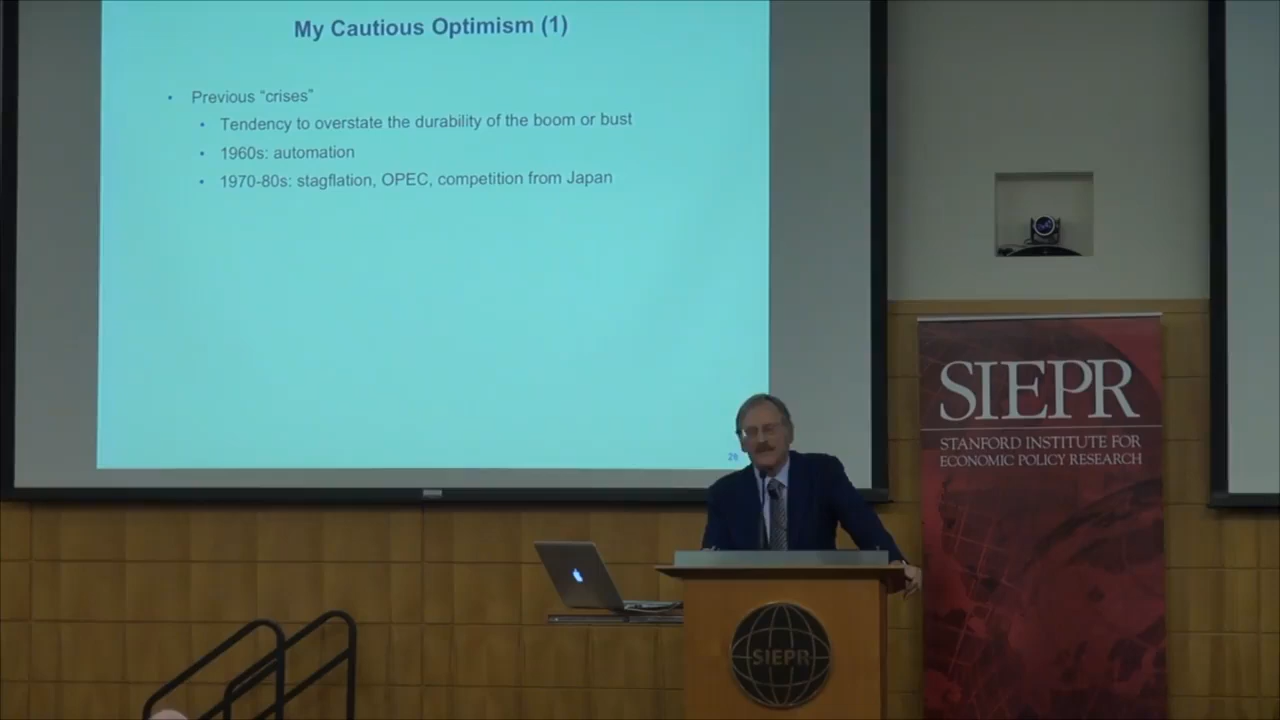 My Cautious Optimism (1)
• Previous “crises”
• Tendency to overstate the durability of the boom or bust
• 1960s: automation
• 1970-80s: stagflation, OPEC, competition from Japan
26
SIEPR
STANFORD INSTITUTE FOR
ECONOMIC POLICY RESEARCH
SIEPR